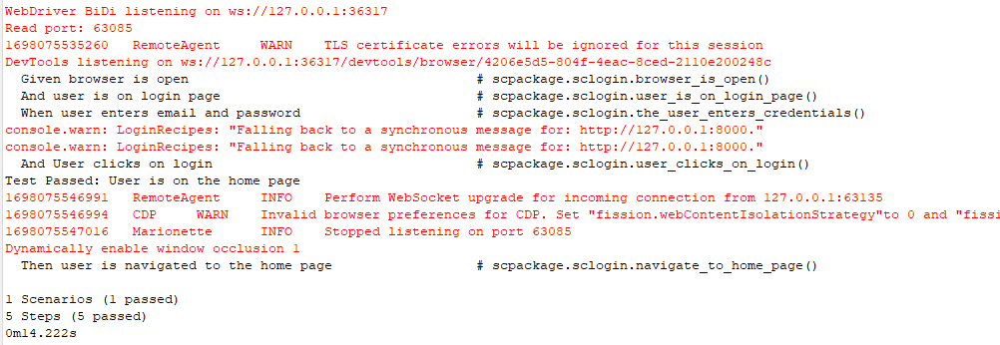 WebDriver BiDi listening on ws://127.0.0.1:36317
Read port: 63085
1698075535260   RemoteAgent     WARN    TLS certificate errors will be ignored for this session
DevTools listening on ws://127.0.0.1:36317/devtools/browser/4206e5d5-804f-4eac-8ced-2110e200248c
  Given browser is open                                     # scpackage.sclogin.browser_is_open()
  And user is on login page                                 # scpackage.sclogin.user_is_on_login_page()
  When user enters email and password                       # scpackage.sclogin.the_user_enters_credentials()
console.warn: LoginRecipes: "Falling back to a synchronous message for: http://127.0.0.1:8000."
console.warn: LoginRecipes: "Falling back to a synchronous message for: http://127.0.0.1:8000."
  And User clicks on login                                  # scpackage.sclogin.user_clicks_on_login()
Test Passed: User is on the home page
1698075546991   RemoteAgent     INFO    Perform WebSocket upgrade for incoming connection from 127.0.0.1:63135
1698075546994   CDP     WARN    Invalid browser preferences for CDP. Set "fission.webContentIsolationStrategy"to 0 and "fissi
1698075547016   Marionette      INFO    Stopped listening on port 63085
Dynamically enable window occlusion 1
  Then user is navigated to the home page                   # scpackage.sclogin.navigate_to_home_page()
1 Scenarios (1 passed)
5 Steps (5 passed)
0m14.222s